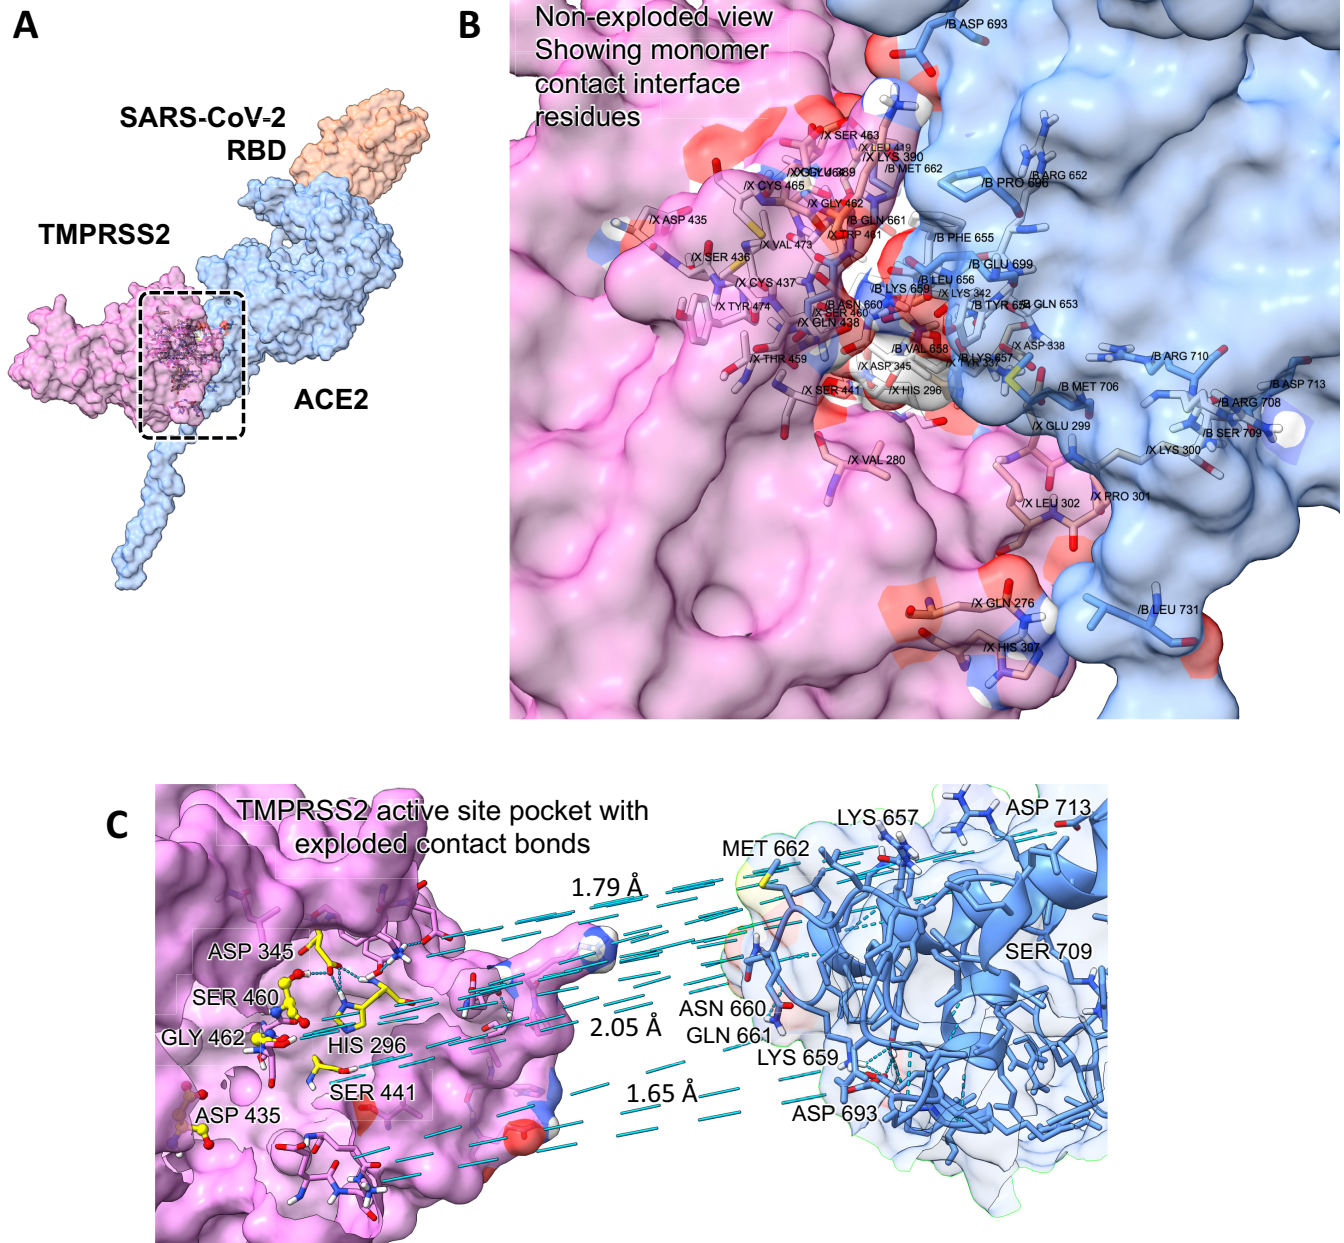 A
SARS-CoV-2
RBD
TMPRSS2
ACE2
B
Non-exploded view
Showing monomer
contact interface
residues
/B ASP 693
/X SER 463
/X LEU 419
/X LYS 390
/B MET 662
/X CYS 465
/B ARG 652
/B PRO 696
/X GLY 462
/X ASP 435
/B GLN 661
/X TRP 461
/X VAL 473
/B PHE 655
/X SER 436
/B GLU 699
/X CYS 437
/B LEU 656
/B LYS 659
/X LYS 342
/X TYR 474
/B ASN 660
/B TYR
/B GLN 653
/X SER 460
/X GLN 438
/X ASP 338
/B VAL 658
/X THR 459
/B LYS 657
/B ARG 710
/X ASP 345
/X TYR 337
/X SER 441
/X HIS 296
/B MET 706
/B ASP 713
/B ARG 708
/X GLU 299
/B SER 709
/X LYS 300
/X VAL 280
/X LEU 302
/X PRO 301
/X GLN 276
/B LEU 731
/X HIS 307
C
TMPRSS2 active site pocket with
exploded contact bonds
LYS 657
ASP 713
MET 662
1.79 Å
ASP 345
SER 709
SER 460
ASN 660
GLY 462
HIS 296
2.05 Å
GLN 661
LYS 659
SER 441
1.65 Å
ASP 435
ASP 693